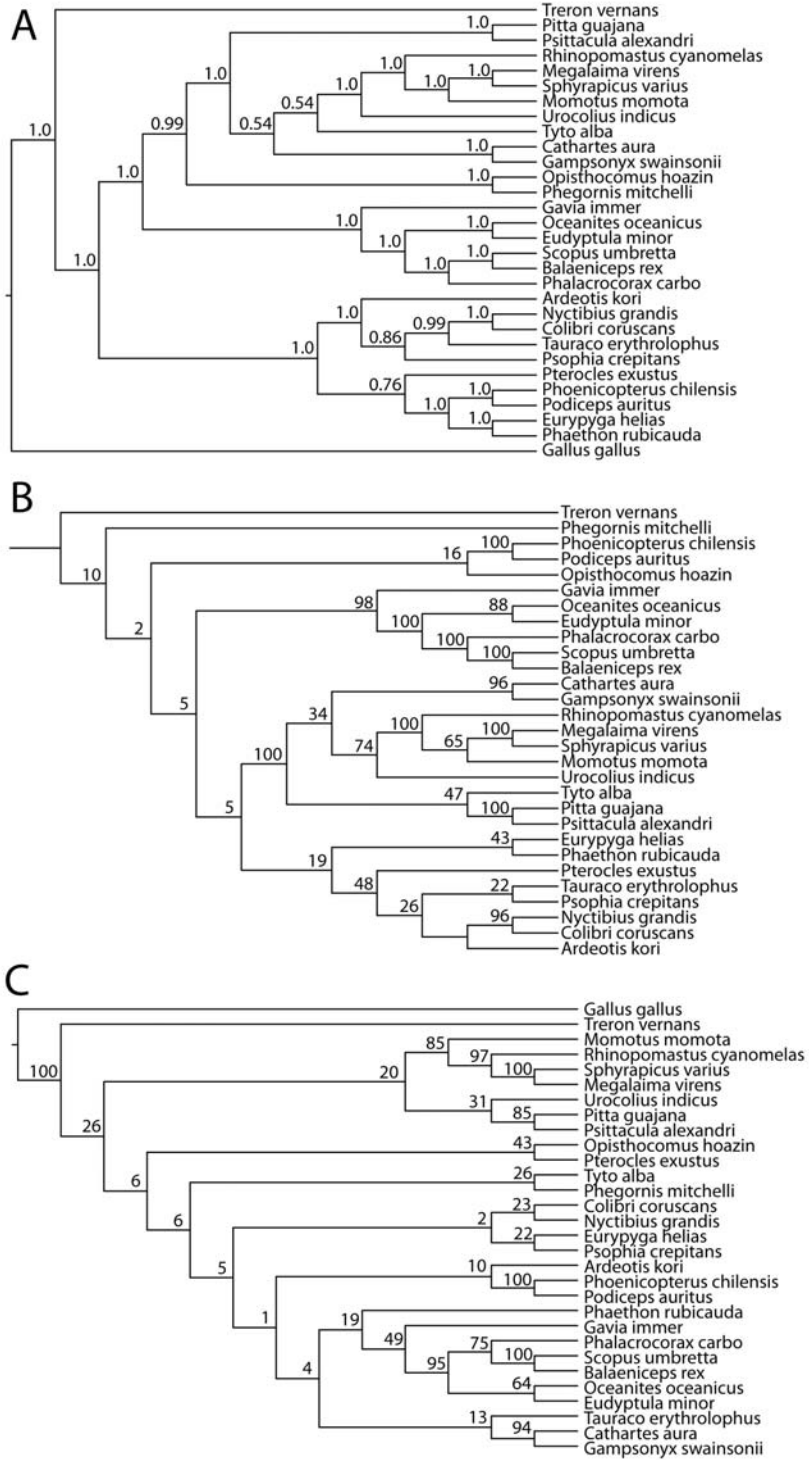 A
Treron vernans
1.0 Pitta guajana
Psittacula alexandri
1.0 Rhinopomastus cyanomelas
1.0 1.0 1.0 Megalaima virens
1.0 Sphyrapicus varius
0.54 Momotus momota
0.99 0.54 Urocolius indicus
1.0 Tyto alba
1.0 Cathartes aura
Gampsonyx swainsonii
1.0 1.0 Opisthocomus hoazin
Phegornis mitchelli
Gavia immer
1.0 1.0 Oceanites oceanicus
1.0 Eudyptula minor
1.0 1.0 Scopus umbretta
1.0 Balaeniceps rex
Phalacrocorax carbo
Ardeotis kori
1.0 0.99 1.0 Nyctibius grandis
Colibri coruscans
0.86 Tauraco erythrolophus
1.0 Psophia crepitans
Pterocles exustus
0.76 1.0 Phoenicopterus chilensis
1.0 Podiceps auritus
1.0 Eurypyga helias
Phaethon rubicauda
Gallus gallus
B
Treron vernans
Phegornis mitchelli
100 Phoenicopterus chilensis
16 Podiceps auritus
10 Opisthocomus hoazin
Gavia immer
98 88 Oceanites oceanicus
100 Eudyptula minor
2 100 Phalacrocorax carbo
100 Scopus umbretta
Balaeniceps rex
96 Cathartes aura
Gampsonyx swainsonii
5 34 100 Rhinopomastus cyanomelas
100 Megalaima virens
100 74 65 Sphyrapicus varius
Momotus momota
Urocolius indicus
47 Tyto alba
5 100 Pitta guajana
Psittacula alexandri
43 Eurypyga helias
19 Phaethon rubicauda
48 Pterocles exustus
22 Tauraco erythrolophus
26 Psophia crepitans
96 Nyctibius grandis
Colibri coruscans
Ardeotis kori
C
Gallus gallus
Treron vernans
85 Momotus momota
97 Rhinopomastus cyanomelas
100 20 100 Sphyrapicus varius
Megalaima virens
31 Urocolius indicus
85 Pitta guajana
26 Psittacula alexandri
43 Opisthocomus hoazin
Pterocles exustus
6 26 Tyto alba
Phegornis mitchelli
23 Colibri coruscans
6 2 Nyctibius grandis
22 Eurypyga helias
Psophia crepitans
5 10 Ardeotis kori
100 Phoenicopterus chilensis
Podiceps auritus
1 19 Phaethon rubicauda
Gavia immer
49 75 Phalacrocorax carbo
100 Scopus umbretta
4 95 Balaeniceps rex
64 Oceanites oceanicus
Eudyptula minor
13 Tauraco erythrolophus
94 Cathartes aura
Gampsonyx swainsonii